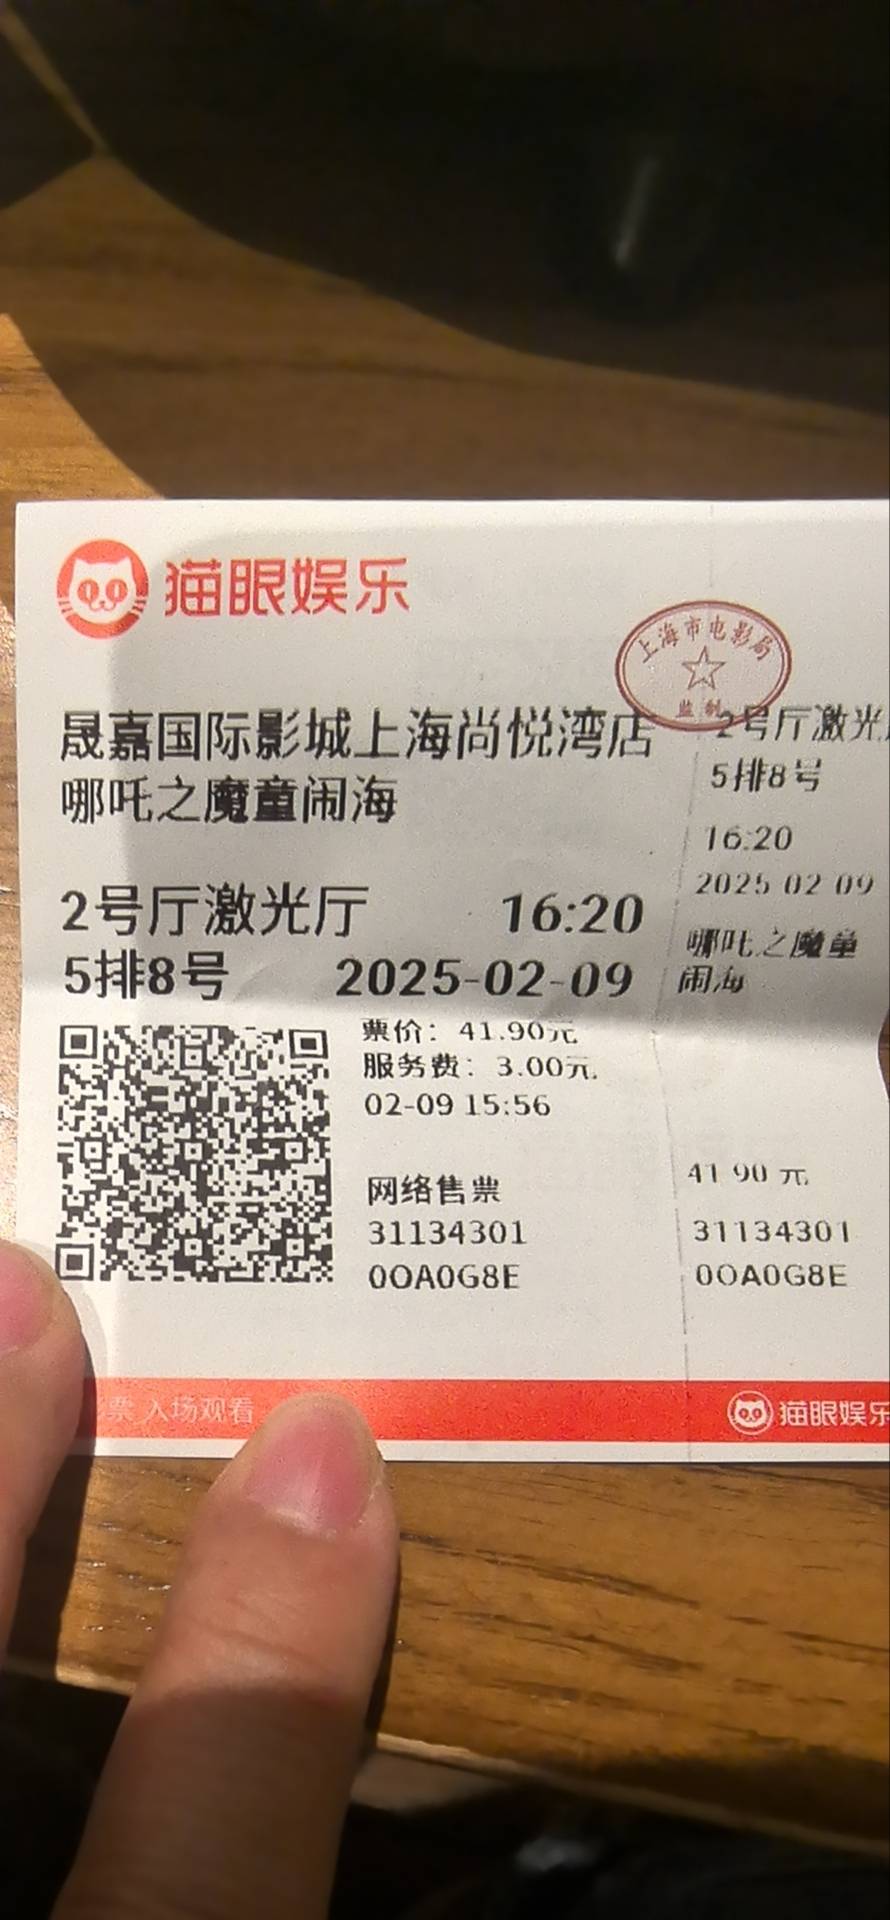 猫眼娱乐
上海市电影局
监制
晟嘉国际影城上海尚悦湾店
哪吒之魔童闹海
2号厅激光厅 16:20
5排8号 2025-02-09
票价：41.90元
服务费：3.00元
02-09 15:56
网络售票
31134301
0OA0G8E
票 入场观看
2号厅激光
5排8号
16:20
2025 02 09
哪吒之魔童
闹海
41 90 元
31134301
0OA0G8E
猫眼娱乐